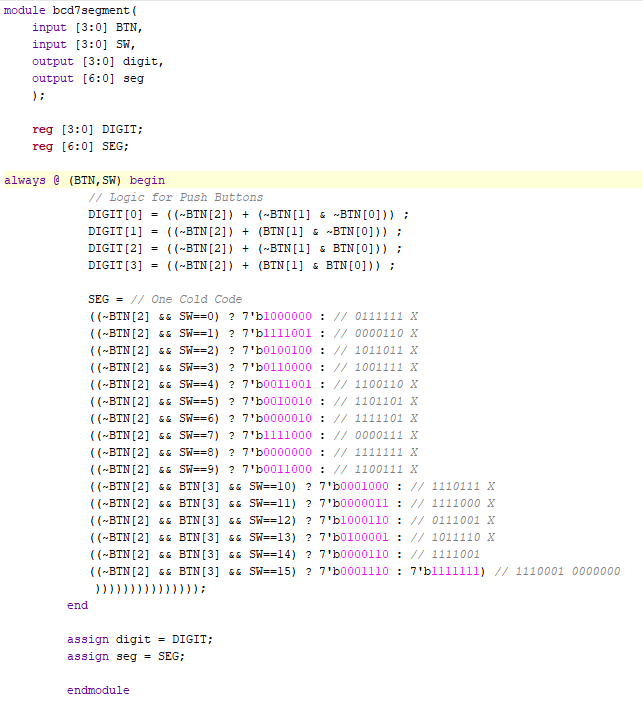 module bcd7segment(
input [3:0] BTN,
input [3:0] SW,
output [3:0] digit,
output [6:0] seg
);
reg [3:0] DIGIT;
reg [6:0] SEG;
always @ (BTN,SW) begin
// Logic for Push Buttons
DIGIT[0] = ((~BTN[2]) + (~BTN[1] & ~BTN[0])) ;
DIGIT[1] = ((~BTN[2]) + (BTN[1] & ~BTN[0])) ;
DIGIT[2] = ((~BTN[2]) + (~BTN[1] & BTN[0])) ;
DIGIT[3] = ((~BTN[2]) + (BTN[1] & BTN[0])) ;
SEG = // One Cold Code
((~BTN[2] && SW==0) ? 7'b1000000 : // 0111111 X
((~BTN[2] && SW==1) ? 7'b1111001 : // 0000110 X
((~BTN[2] && SW==2) ? 7'b0100100 : // 1011011 X
((~BTN[2] && SW==3) ? 7'b0110000 : // 1001111 X
((~BTN[2] && SW==4) ? 7'b0011001 : // 1100110 X
((~BTN[2] && SW==5) ? 7'b0010010 : // 1101101 X
((~BTN[2] && SW==6) ? 7'b0000010 : // 1111101 X
((~BTN[2] && SW==7) ? 7'b1111000 : // 0000111 X
((~BTN[2] && SW==8) ? 7'b0000000 : // 1111111 X
((~BTN[2] && SW==9) ? 7'b0011000 : // 1100111 X
((~BTN[2] && BTN[3] && SW==10) ? 7'b0001000 : // 1110111 X
((~BTN[2] && BTN[3] && SW==11) ? 7'b0000011 : // 1111000 X
((~BTN[2] && BTN[3] && SW==12) ? 7'b1000110 : // 0111001 X
((~BTN[2] && BTN[3] && SW==13) ? 7'b0100001 : // 1011110 X
((~BTN[2] && BTN[3] && SW==14) ? 7'b0000110 : // 1111001
((~BTN[2] && BTN[3] && SW==15) ? 7'b0001110 : 7'b1111111) // 1110001 0000000
)))))))))))))));
end
assign digit = DIGIT;
assign seg = SEG;
endmodule